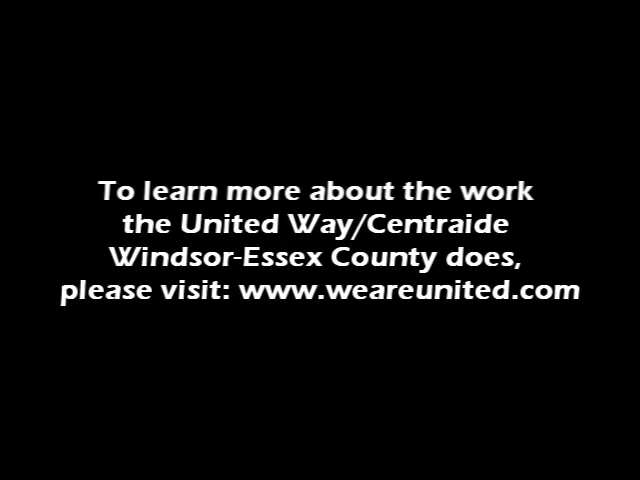 To learn more about the work
the United Way/Centraide
Windsor-Essex County does,
please visit: www.weareunited.com